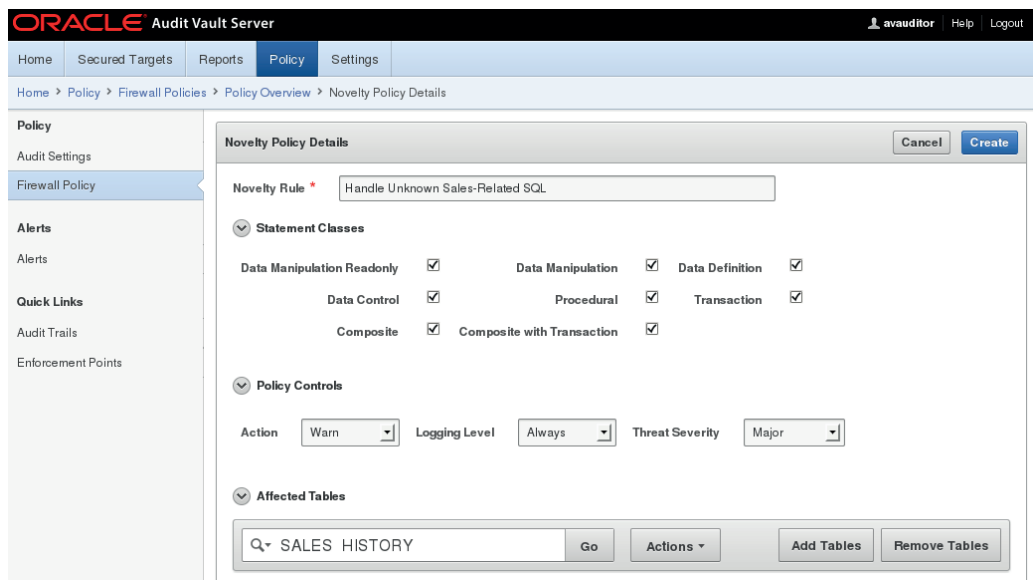 ORACLE Audit Vault Server avauditor Help Logout
Home Secured Targets Reports Policy Settings
Home > Policy > Firewall Policies > Policy Overview > Novelty Policy Details
Policy
Audit Settings
Firewall Policy
Alerts
Alerts
Quick Links
Audit Trails
Enforcement Points
Novelty Policy Details Cancel Create
Novelty Rule * Handle Unknown Sales-Related SQL
Statement Classes
Data Manipulation Readonly Data Manipulation Data Definition
Data Control Procedural Transaction
Composite Composite with Transaction
Policy Controls
Action Warn Logging Level Always Threat Severity Major
Affected Tables
SALES HISTORY Go Actions Add Tables Remove Tables